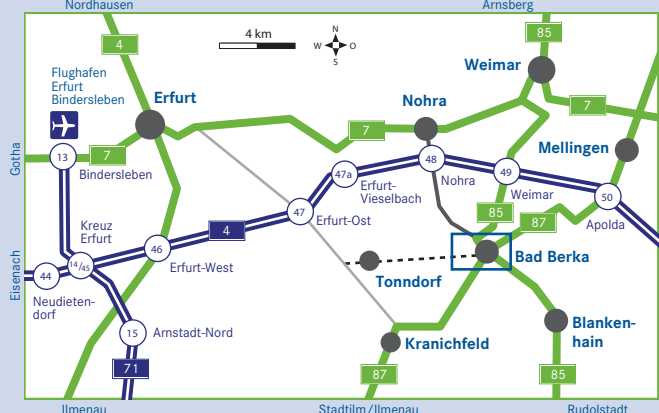 Nordhausen
Arnsberg
4
4 km
N
W
O
S
85
Weimar
Flughafen
Erfurt
Bindersleben
Erfurt
Nohra
7
7
Mellingen
Gotha
13
7
Bindersleben
48
Nohra
47a
Erfurt-
Vieselbach
49
Weimar
50
Apolda
47
Erfurt-Ost
85
87
Kreuz
Erfurt
4
46
Erfurt-West
Bad Berka
Eisenach
44
14/45
Neudieten-
dorf
Tonndorf
15
Arnstadt-Nord
Kranichfeld
Blanken-
hain
71
87
85
Ilmenau
Stadtilm/Ilmenau
Rudolstadt